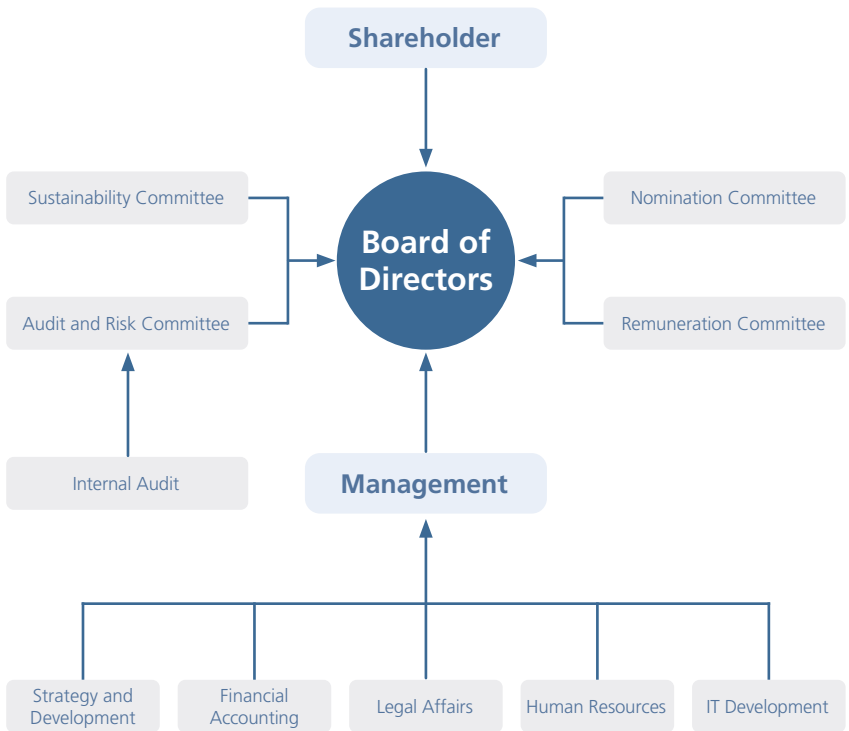 Shareholder
Sustainability Committee
Nomination Committee
Board of
Directors
Audit and Risk Committee
Remuneration Committee
Internal Audit
Management
Strategy and
Development
Financial
Accounting
Legal Affairs
Human Resources
IT Development